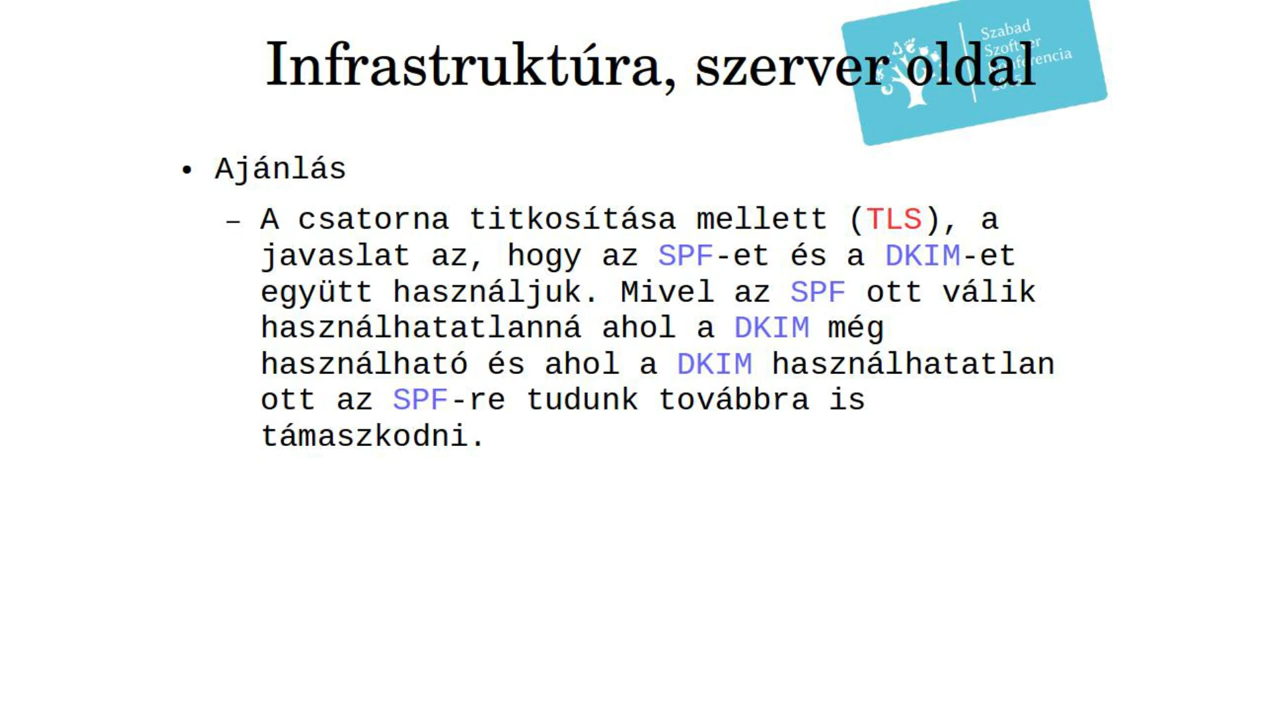 Infrastruktúra, szerver oldal
Szabad
Szoftver
Konferencia
• Ajánlás
– A csatorna titkosítása mellett (TLS), a
javaslat az, hogy az SPF-et és a DKIM-et
együtt használjuk. Mivel az SPF ott válik
használhatatlanná ahol a DKIM még
használható és ahol a DKIM használhatatlan
ott az SPF-re tudunk továbbra is
támaszkodni.